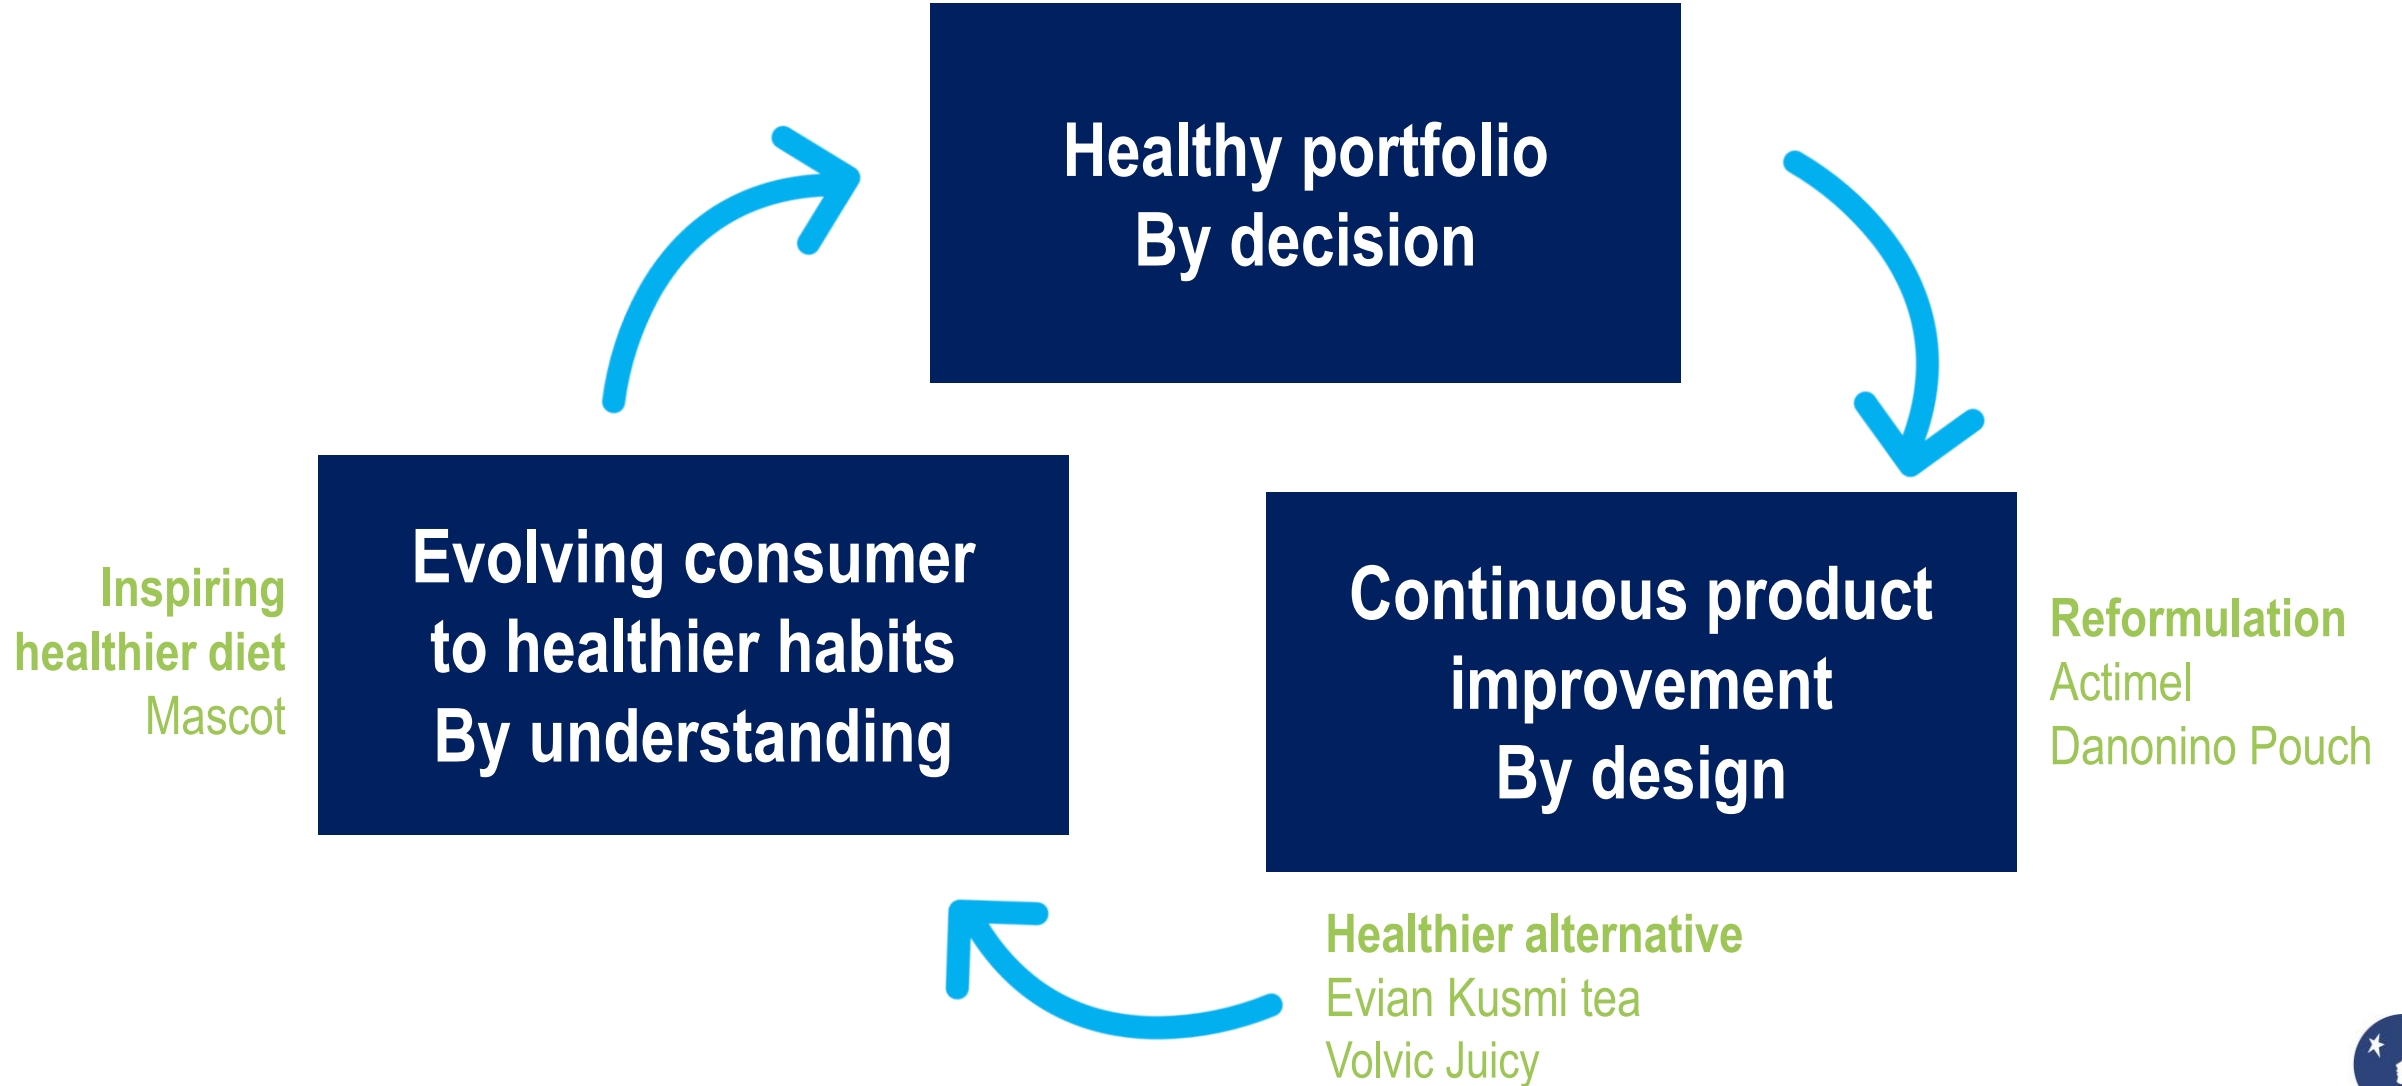 Healthy portfolio
By decision
Evolving consumer
to healthier habits
By understanding
Inspiring
healthier diet
Mascot
Continuous product
improvement
By design
Reformulation
Actimel
Danonino Pouch
Healthier alternative
Evian Kusmi tea
Volvic Juicy